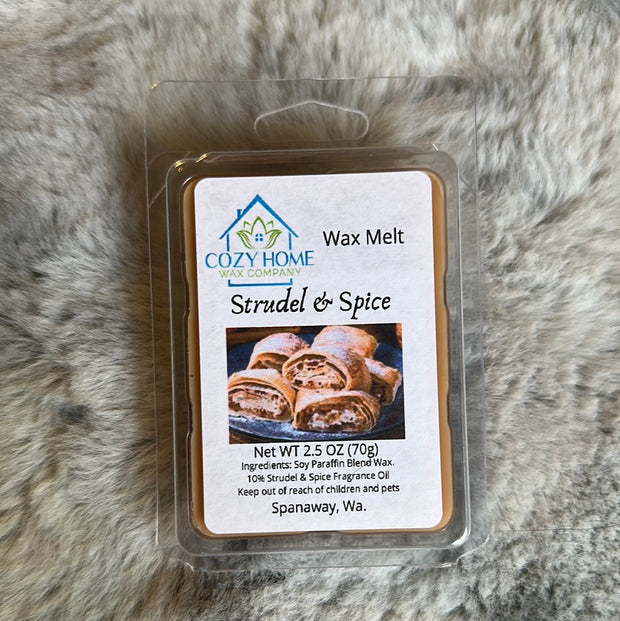 COZY HOME
WAX COMPANY
Wax Melt
Strudel & Spice
Net WT 2.5 OZ (70g)
Ingredients: Soy Paraffin Blend Wax.
10% Strudel & Spice Fragrance Oil
Keep out of reach of children and pets
Spanaway, Wa.